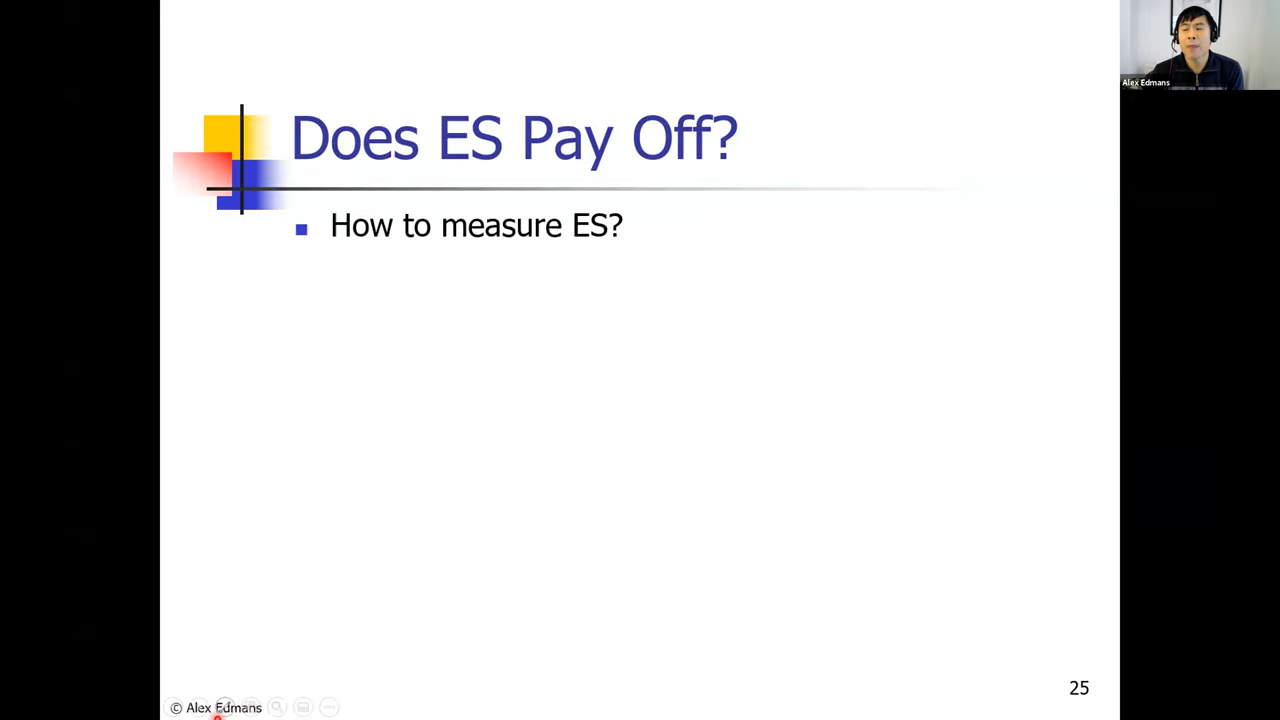 Alex Edmans
Does ES Pay Off?
How to measure ES?
25
© Alex Edmans